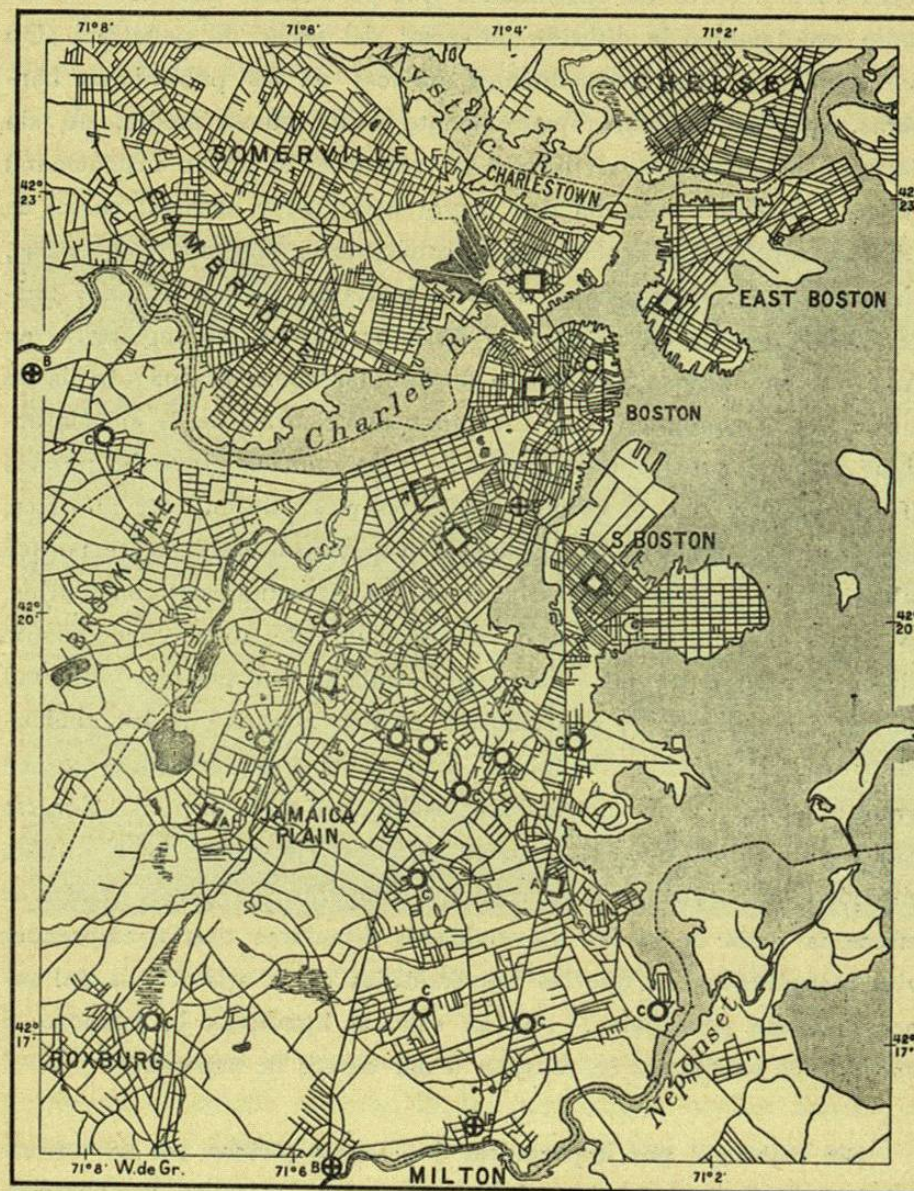 71° 8'
71° 6'
71° 4'
71° 2'
Mystic R.
CHELSEA
SOMERVILLE
42°
23'
CHARLESTOWN
42°
23'
CAMBRIDGE
A
EAST BOSTON
B
Charles R.
BOSTON
C
S BOSTON
BROOKLINE
42°
20'
42°
20'
C
C
C
C
A
JAMAICA
PLAIN
A
C
C
C
C
C
42°
17'
ROXBURG
42°
17'
Neponset
B
71° 8'
W. de Gr.
71° 6'
B
MILTON
71° 2'